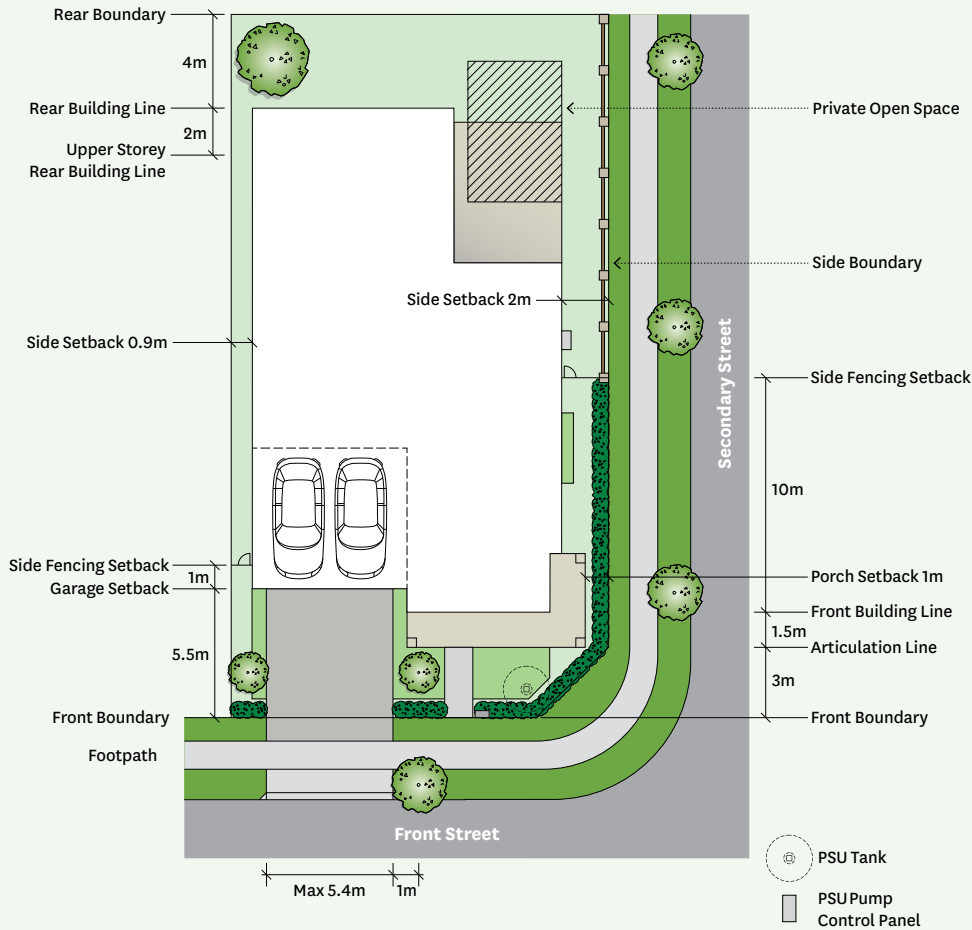 Rear Boundary
4m
Rear Building Line
2m
Upper Storey
Rear Building Line
Private Open Space
Side Boundary
Side Setback 2m
Side Setback 0.9m
Secondary Street
Side Fencing Setback
10m
Side Fencing Setback
1m
Garage Setback
5.5m
Front Boundary
Footpath
Porch Setback 1m
Front Building Line
1.5m
Articulation Line
3m
Front Boundary
Front Street
Max 5.4m
1m
PSU Tank
PSU Pump
Control Panel